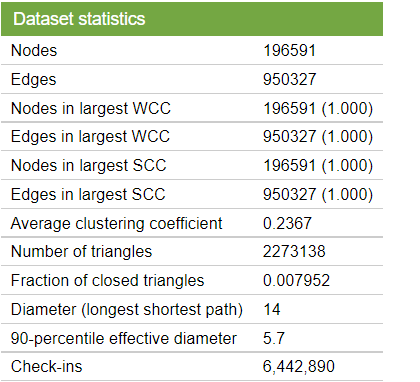 Dataset statistics
Nodes 196591
Edges 950327
Nodes in largest WCC 196591 (1.000)
Edges in largest WCC 950327 (1.000)
Nodes in largest SCC 196591 (1.000)
Edges in largest SCC 950327 (1.000)
Average clustering coefficient 0.2367
Number of triangles 2273138
Fraction of closed triangles 0.007952
Diameter (longest shortest path) 14
90-percentile effective diameter 5.7
Check-ins 6,442,890